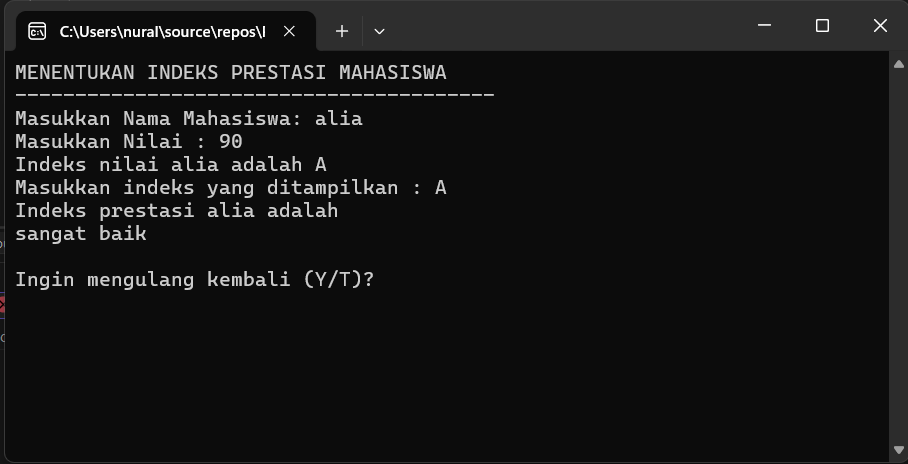 C:\Users\nural\source\repos\l
MENENTUKAN INDEKS PRESTASI MAHASISWA
----------------------------------------
Masukkan Nama Mahasiswa: alia
Masukkan Nilai : 90
Indeks nilai alia adalah A
Masukkan indeks yang ditampilkan : A
Indeks prestasi alia adalah
sangat baik
Ingin mengulang kembali (Y/T)?